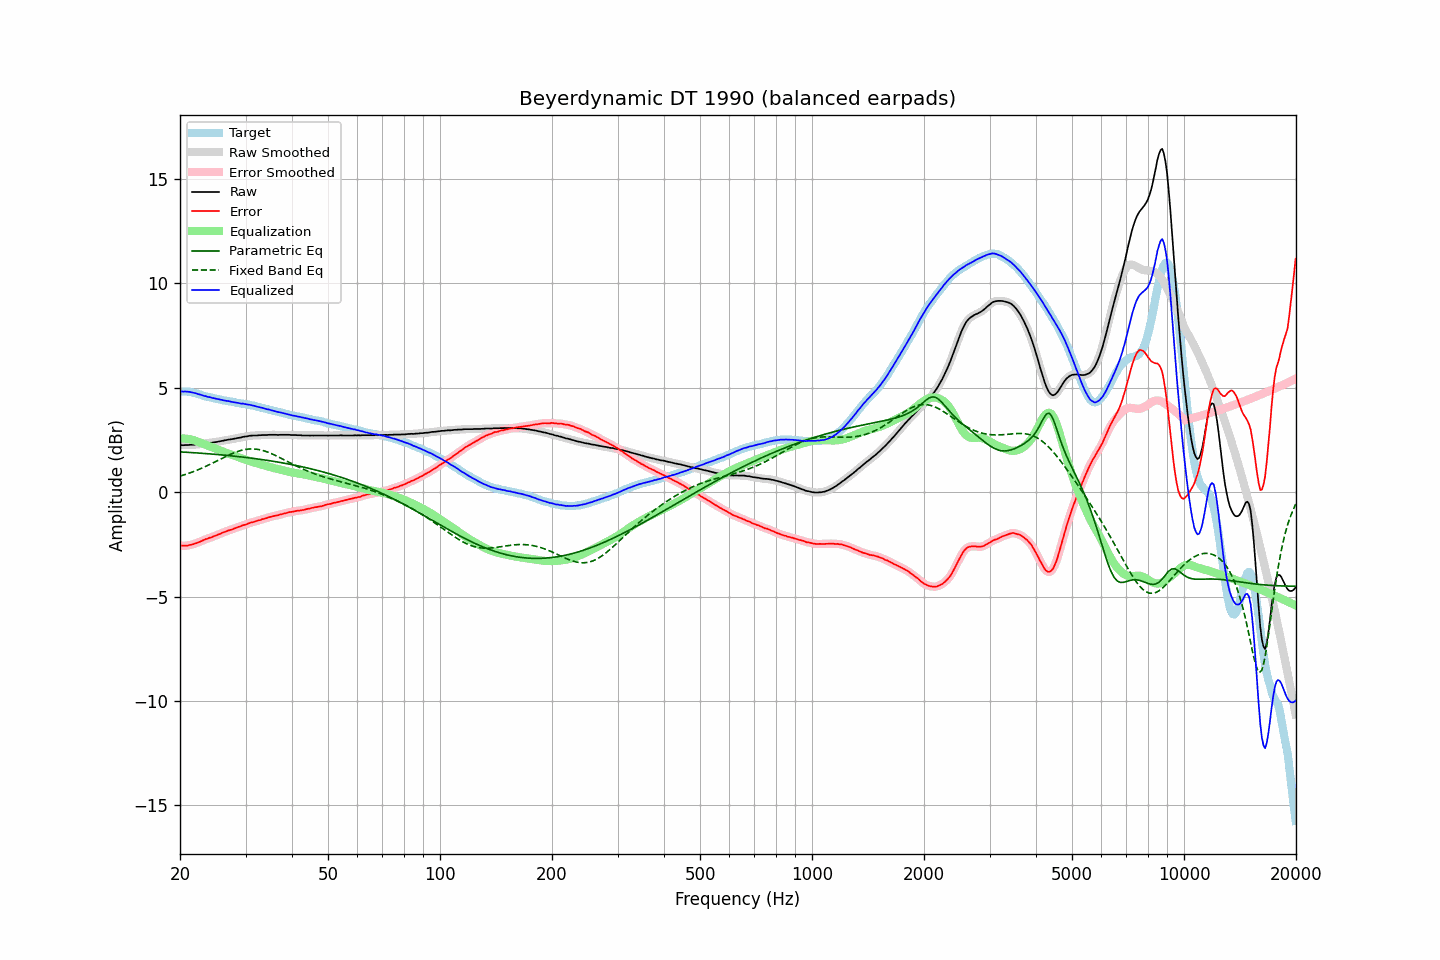 Beyerdynamic DT 1990 (balanced earpads)
Target
Raw Smoothed
Error Smoothed
Raw
Error
Equalization
Parametric Eq
Fixed Band Eq
Equalized
Amplitude (dBr)
15
10
5
0
−5
−10
−15
20 50 100 200 500 1000 2000 5000 10000 20000
Frequency (Hz)